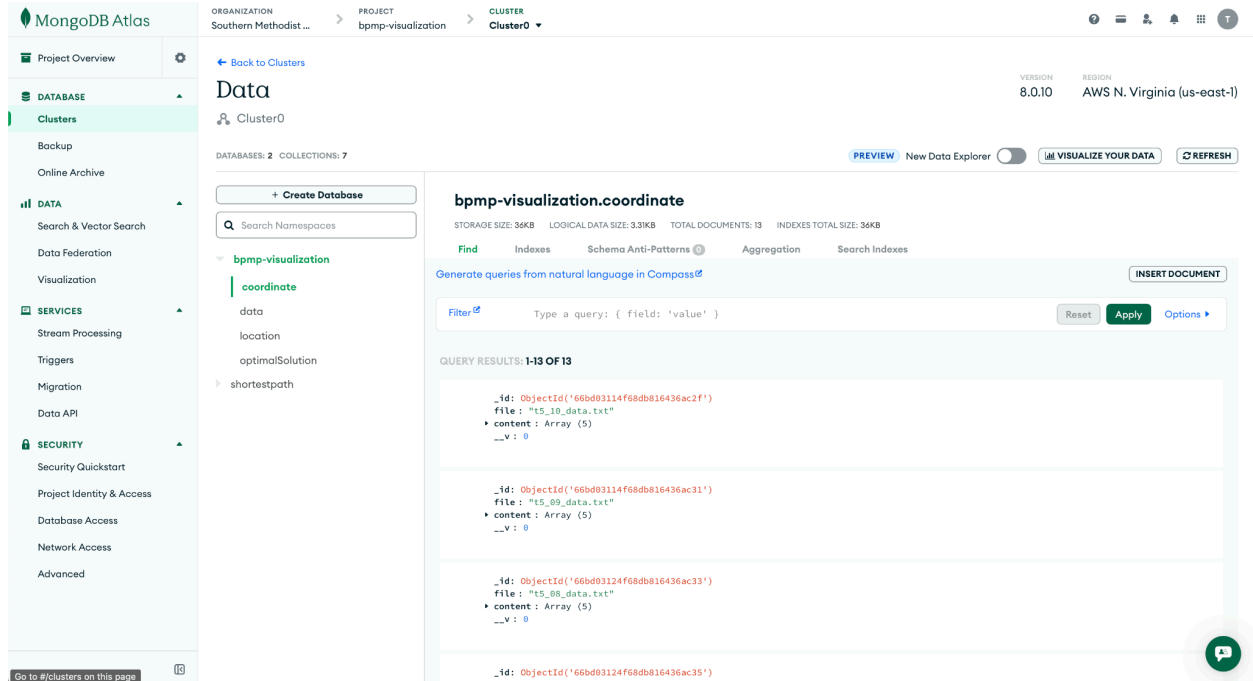 MongoDB Atlas
ORGANIZATION
Southern Methodist ...
PROJECT
bpmp-visualization
CLUSTER
Cluster0
T
Project Overview
DATABASE
Clusters
Backup
Online Archive
DATA
Search & Vector Search
Data Federation
Visualization
SERVICES
Stream Processing
Triggers
Migration
Data API
SECURITY
Security Quickstart
Project Identity & Access
Database Access
Network Access
Advanced
Go to #/clusters on this page
Back to Clusters
Data
Cluster0
VERSION
8.0.10
REGION
AWS N. Virginia (us-east-1)
DATABASES: 2 COLLECTIONS: 7
PREVIEW New Data Explorer
VISUALIZE YOUR DATA
REFRESH
+ Create Database
Search Namespaces
bpmp-visualization
coordinate
data
location
optimalSolution
shortestpath
bpmp-visualization.coordinate
STORAGE SIZE: 36KB LOGICAL DATA SIZE: 3.31KB TOTAL DOCUMENTS: 13 INDEXES TOTAL SIZE: 36KB
Find Indexes Schema Anti-Patterns 0 Aggregation Search Indexes
Generate queries from natural language in Compass
INSERT DOCUMENT
Filter Type a query: { field: 'value' } Reset Apply Options
QUERY RESULTS: 1-13 OF 13
_id: ObjectId('66bd03114f68db816436ac2f')
file : "t5_10_data.txt"
content : Array (5)
__v : 0
_id: ObjectId('66bd03114f68db816436ac31')
file : "t5_09_data.txt"
content : Array (5)
__v : 0
_id: ObjectId('66bd03124f68db816436ac33')
file : "t5_08_data.txt"
content : Array (5)
__v : 0
_id: ObjectId('66bd03124f68db816436ac35')